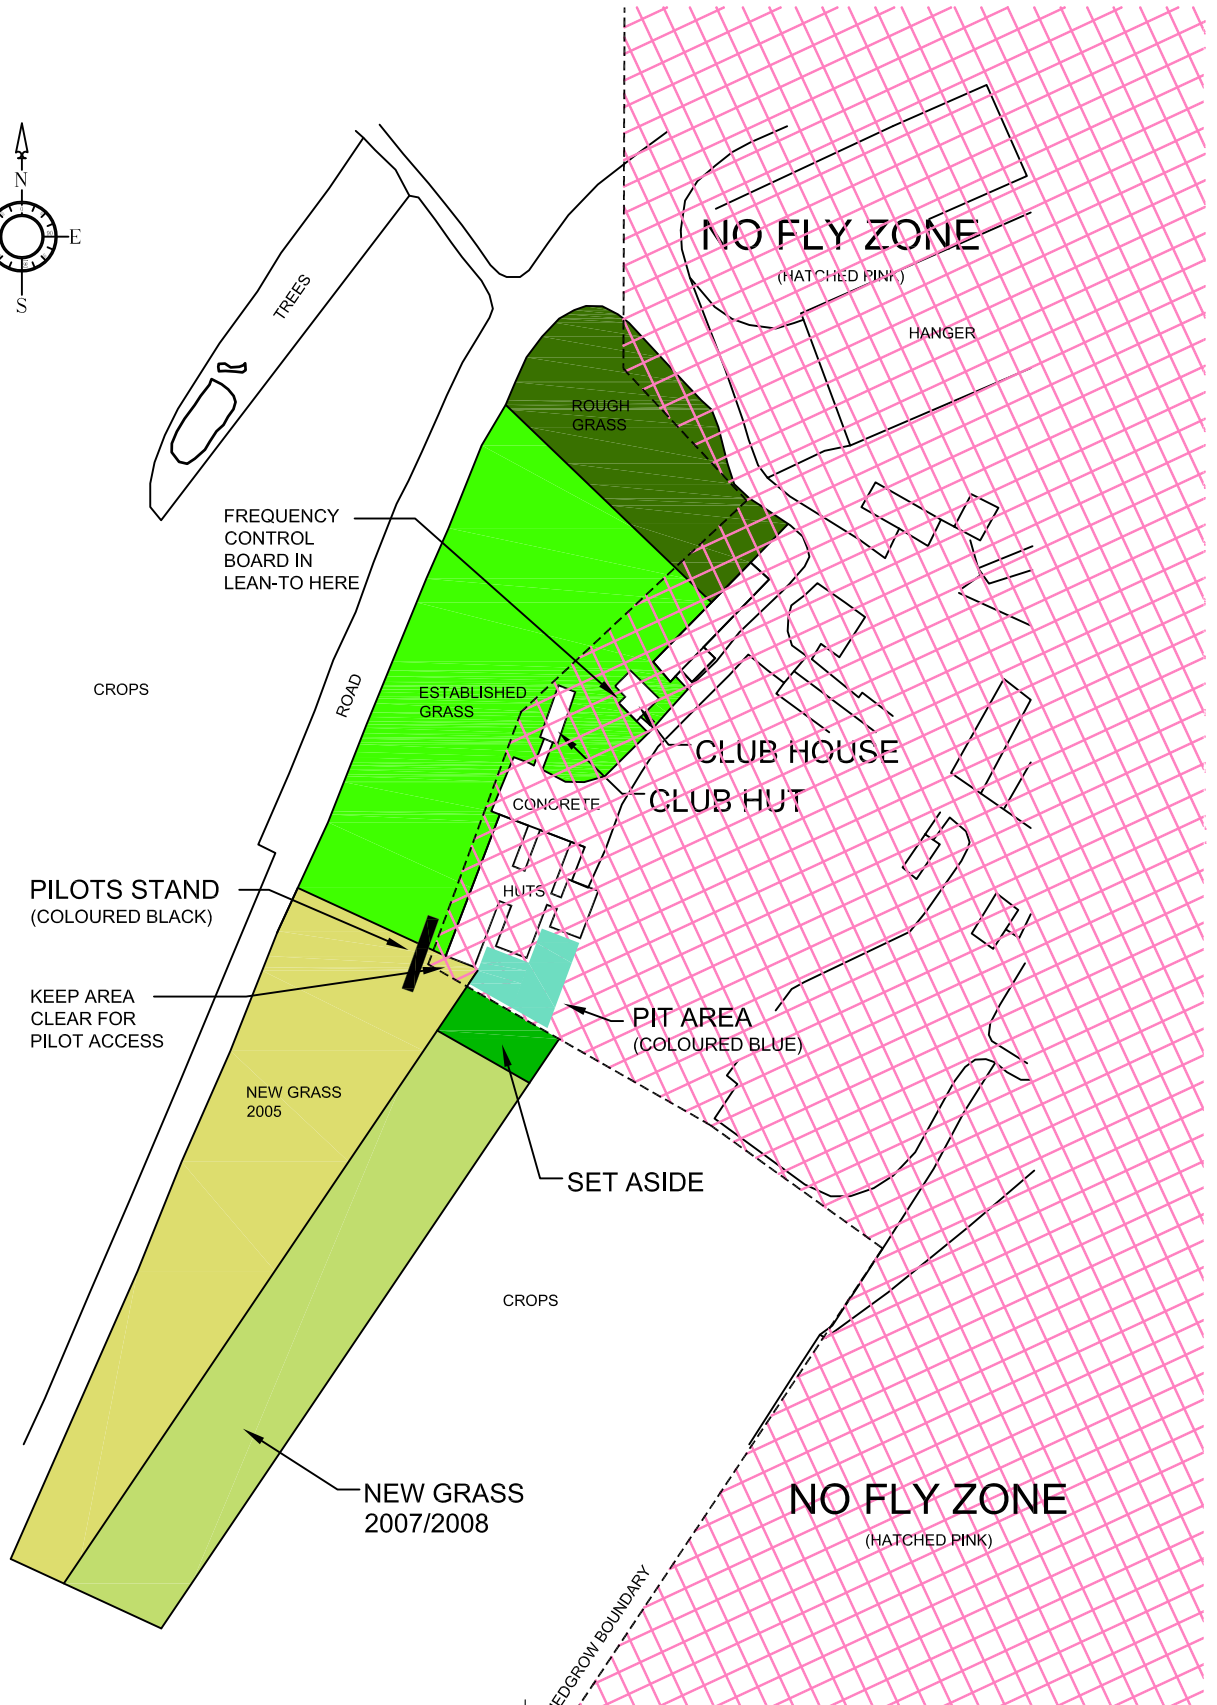 N
E
S
TREES
NO FLY ZONE
(HATCHED PINK)
HANGER
ROUGH
GRASS
FREQUENCY
CONTROL
BOARD IN
LEAN-TO HERE
CROPS
ROAD
ESTABLISHED
GRASS
CLUB HOUSE
CLUB HUT
CONCRETE
HUTS
PILOTS STAND
(COLOURED BLACK)
KEEP AREA
CLEAR FOR
PILOT ACCESS
PIT AREA
(COLOURED BLUE)
NEW GRASS
2005
SET ASIDE
CROPS
NEW GRASS
2007/2008
NO FLY ZONE
(HATCHED PINK)
EDGROW BOUNDARY